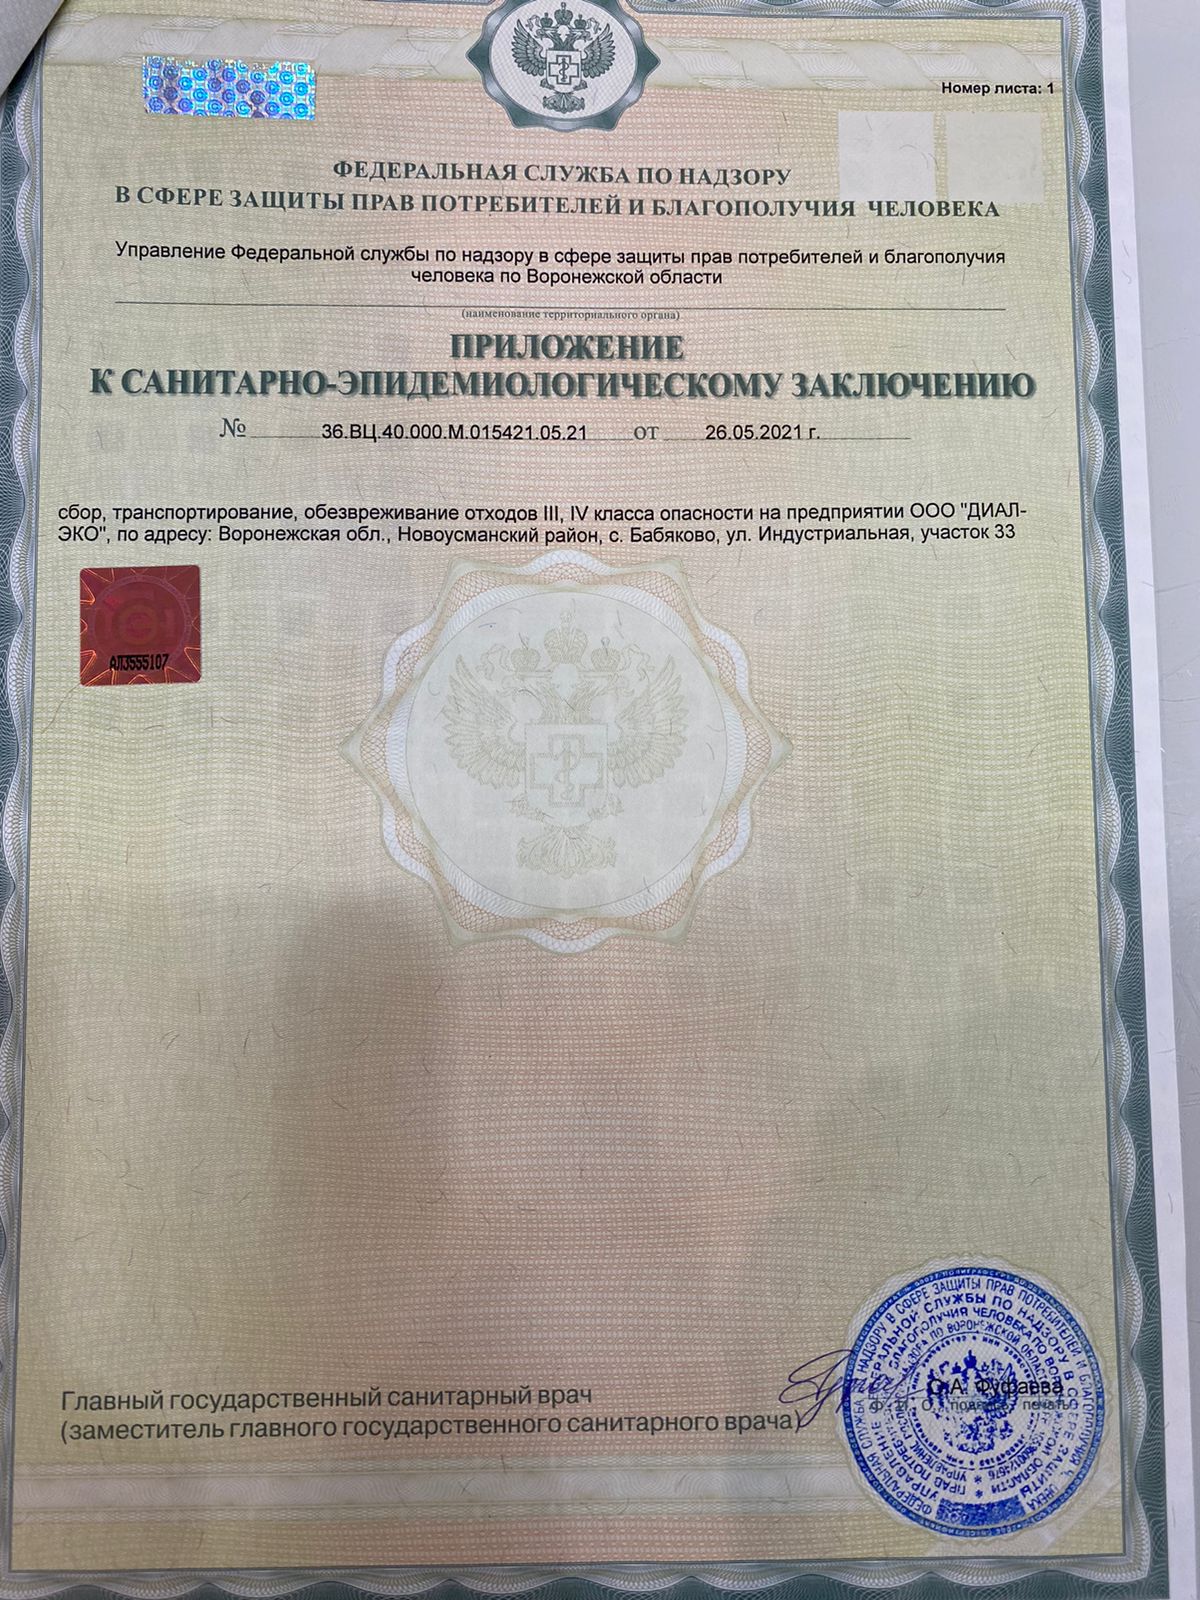 Номер листа: 1
ФЕДЕРАЛЬНАЯ СЛУЖБА ПО НАДЗОРУ
В СФЕРЕ ЗАЩИТЫ ПРАВ ПОТРЕБИТЕЛЕЙ И БЛАГОПОЛУЧИЯ ЧЕЛОВЕКА
Управление Федеральной службы по надзору в сфере защиты прав потребителей и благополучия
человека по Воронежской области
(наименование территориального органа)
ПРИЛОЖЕНИЕ
К САНИТАРНО-ЭПИДЕМИОЛОГИЧЕСКОМУ ЗАКЛЮЧЕНИЮ
№ 36.ВЦ.40.000.М.015421.05.21 от 26.05.2021 г.
сбор, транспортирование, обезвреживание отходов III, IV класса опасности на предприятии ООО "ДИАЛ-
ЭКО", по адресу: Воронежская обл., Новоусманский район, с. Бабяково, ул. Индустриальная, участок 33
АЛ3555107
Главный государственный санитарный врач
(заместитель главного государственного санитарного врача)
С.А. Фуфаева
Ф. И. О., подпись, печать